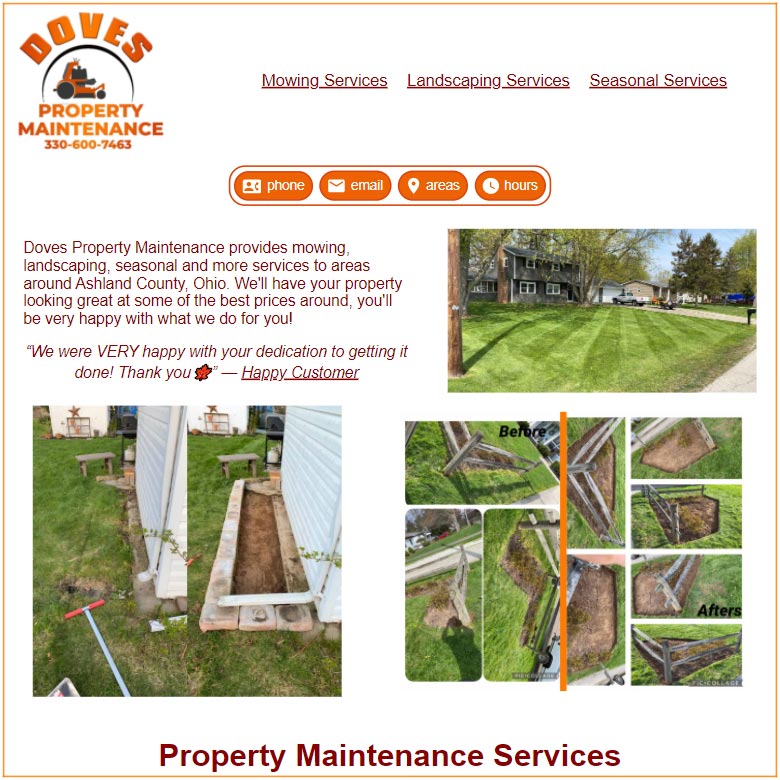 DOVES
PROPERTY
MAINTENANCE
330-600-7463
Mowing Services Landscaping Services Seasonal Services
phone email areas hours
Doves Property Maintenance provides mowing,
landscaping, seasonal and more services to areas
around Ashland County, Ohio. We'll have your property
looking great at some of the best prices around, you'll
be very happy with what we do for you!
“We were VERY happy with your dedication to getting it
done! Thank you 🍁” — Happy Customer
Before
Afters
PIC•COLLAGE
PIC•COLLAGE
Property Maintenance Services